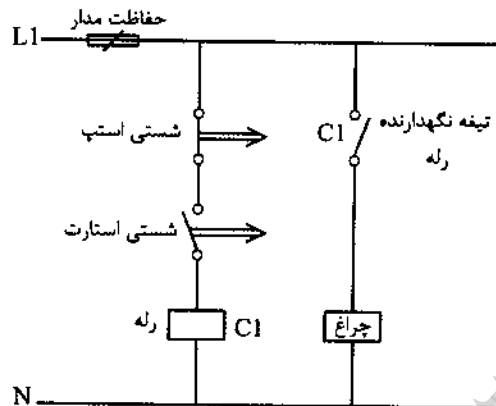 حفاظت مدار
L1
شستی استپ
C1
تیغه نگهدارنده
رله
شستی استارت
رله
C1
چراغ
N